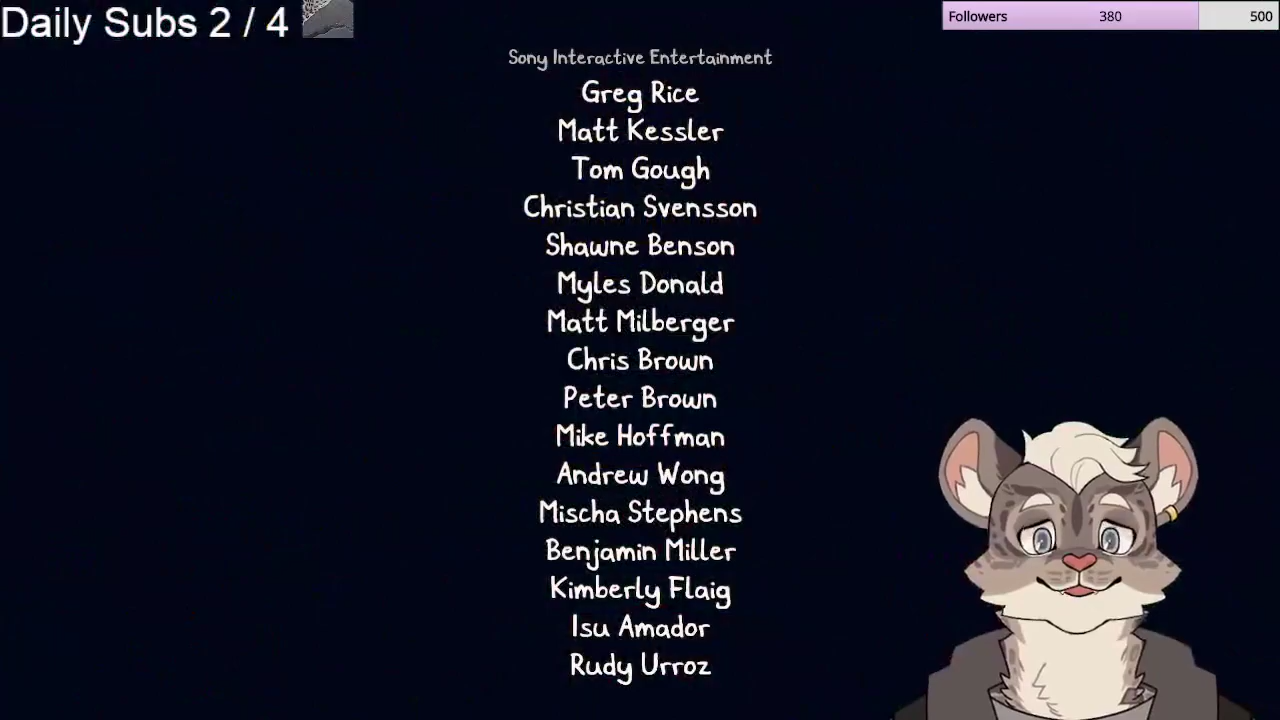 Daily Subs 2 / 4
Followers 380 500
Sony Interactive Entertainment
Greg Rice
Matt Kessler
Tom Gough
Christian Svensson
Shawne Benson
Myles Donald
Matt Milberger
Chris Brown
Peter Brown
Mike Hoffman
Andrew Wong
Mischa Stephens
Benjamin Miller
Kimberly Flaig
Isu Amador
Rudy Urroz